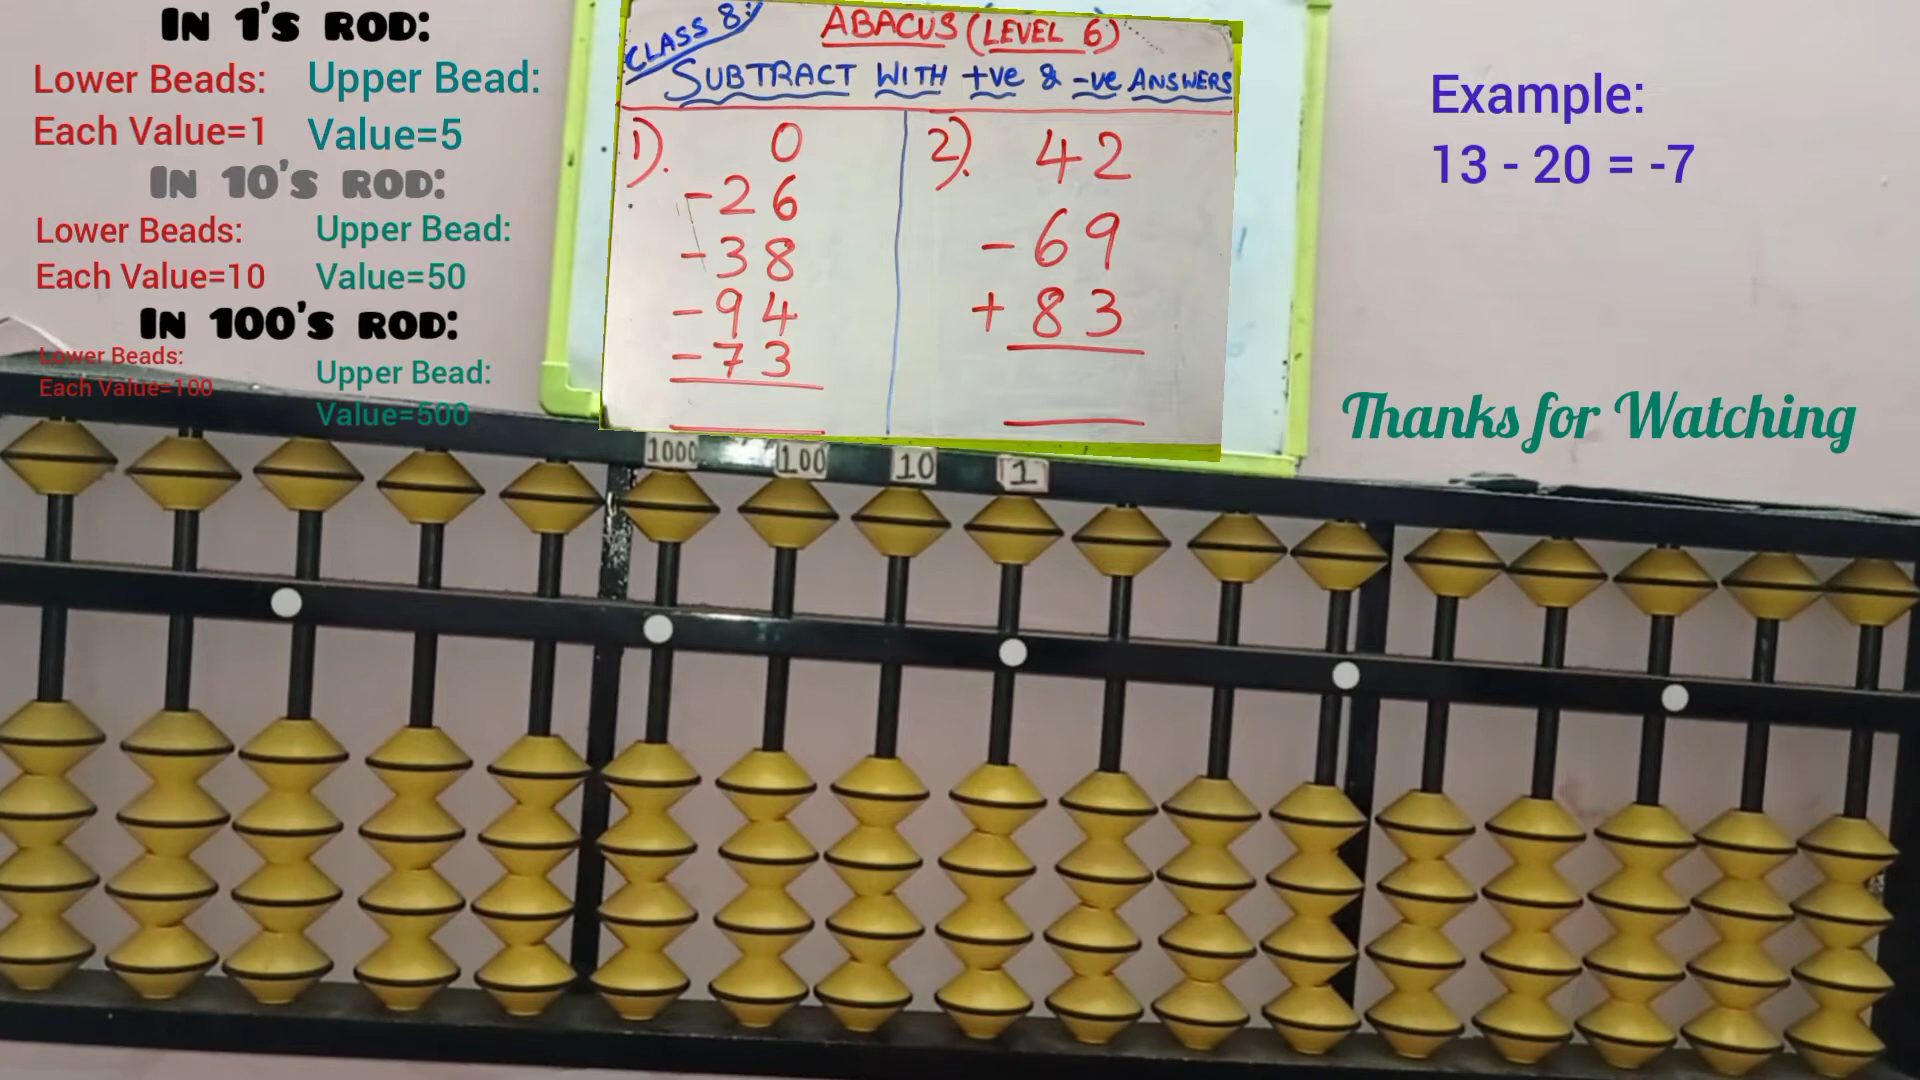 In 1's rod:
Lower Beads:
Each Value=1
Upper Bead:
Value=5
In 10's rod:
Lower Beads:
Each Value=10
Upper Bead:
Value=50
In 100's rod:
Lower Beads:
Each Value=100
Upper Bead:
Value=500
CLASS 8:
ABACUS (LEVEL 6)
SUBTRACT WITH +ve & -ve ANSWERS
1). 0
-26
-38
-94
-73
2). 42
-69
+83
Example:
13 - 20 = -7
Thanks for Watching
1000 100 10 1